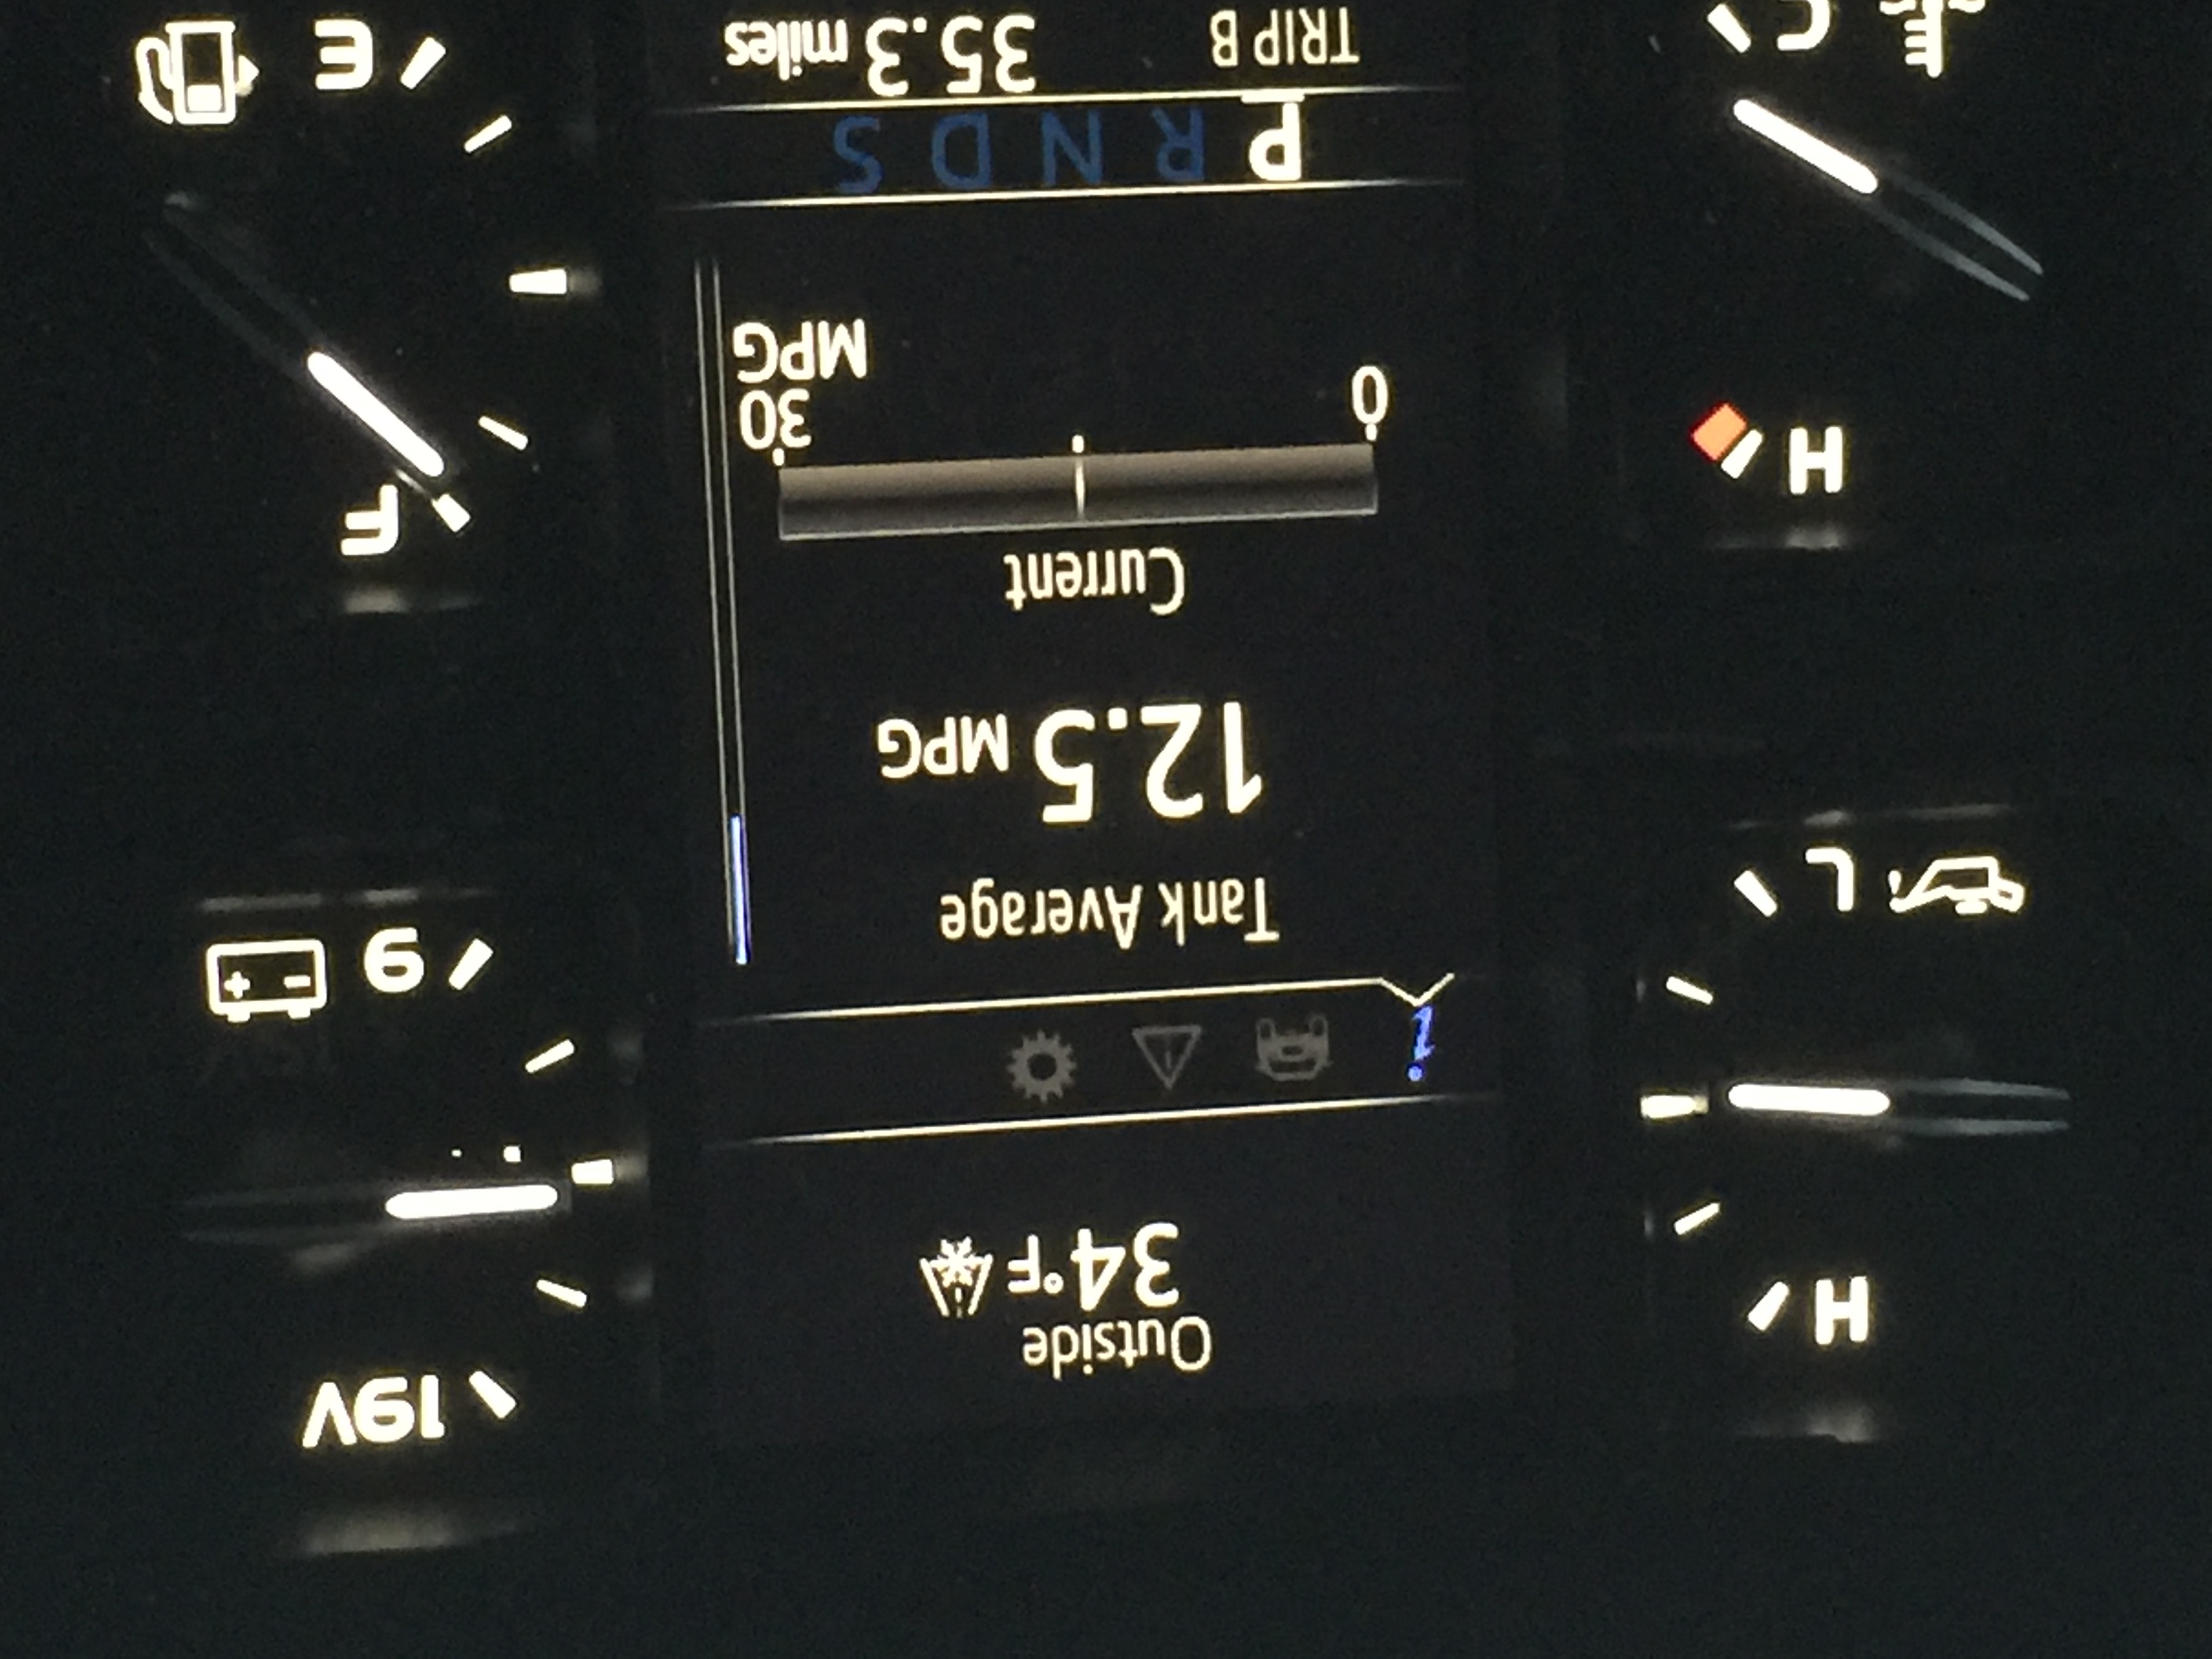 H
19V
Outside
34°F
L
9
i
Tank Average
12.5 MPG
Current
H
F
0
30
MPG
P R N D S
C
E
TRIP B
35.3 miles